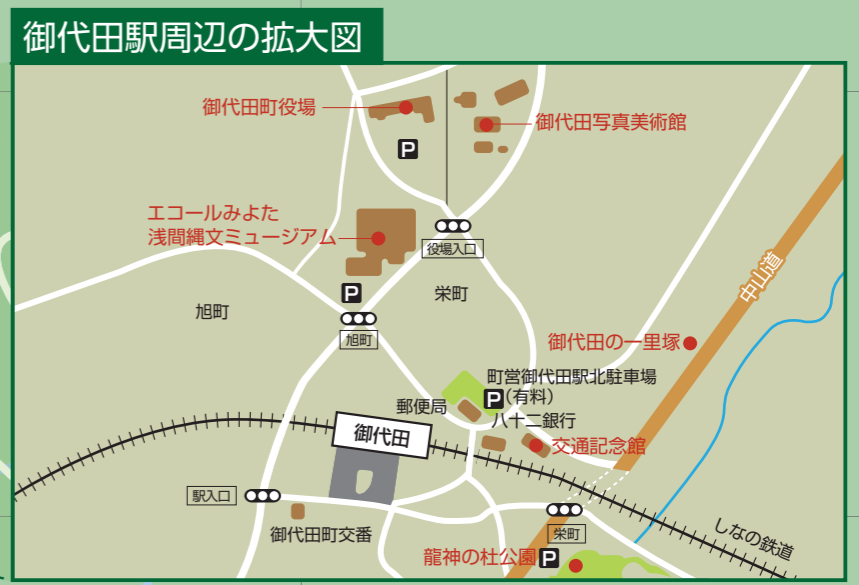 御代田駅周辺の拡大図
御代田町役場
P
御代田写真美術館
エコールみよた
浅間縄文ミュージアム
役場入口
P
栄町
旭町
旭町
中山道
御代田の一里塚
町営御代田駅北駐車場
P(有料)
郵便局
八十二銀行
御代田
交通記念館
駅入口
御代田町交番
栄町
しなの鉄道
龍神の杜公園 P